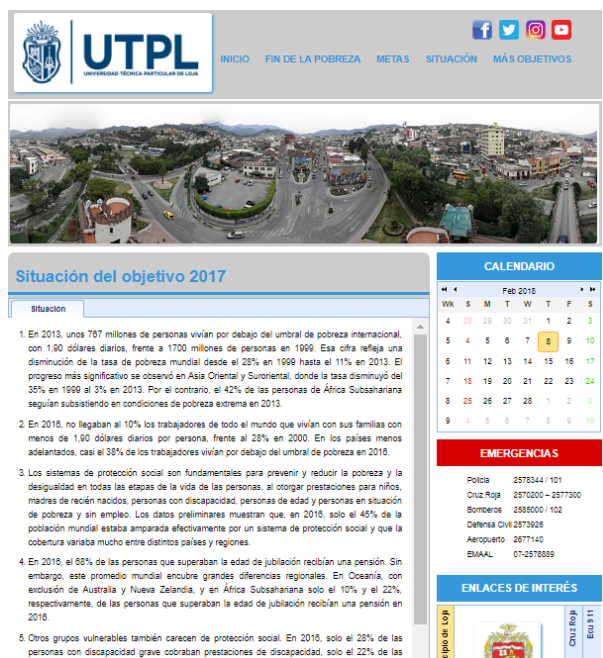 UTPL
UNIVERSIDAD TÉCNICA PARTICULAR DE LOJA
INICIO FIN DE LA POBREZA METAS SITUACIÓN MÁS OBJETIVOS
Situación del objetivo 2017
Situación
1. En 2013, unos 767 millones de personas vivían por debajo del umbral de pobreza internacional,
con 1,90 dólares diarios, frente a 1700 millones de personas en 1999. Esa cifra refleja una
disminución de la tasa de pobreza mundial desde el 28% en 1999 hasta el 11% en 2013. El
progreso más significativo se observó en Asia Oriental y Suroriental, donde la tasa disminuyó del
35% en 1999 al 3% en 2013. Por el contrario, el 42% de las personas de África Subsahariana
seguían subsistiendo en condiciones de pobreza extrema en 2013.
2. En 2016, no llegaban al 10% los trabajadores de todo el mundo que vivían con sus familias con
menos de 1,90 dólares diarios por persona, frente al 28% en 2000. En los países menos
adelantados, casi el 38% de los trabajadores vivían por debajo del umbral de pobreza en 2016.
3. Los sistemas de protección social son fundamentales para prevenir y reducir la pobreza y la
desigualdad en todas las etapas de la vida de las personas, al otorgar prestaciones para niños,
madres de recién nacidos, personas con discapacidad, personas de edad y personas en situación
de pobreza y sin empleo. Los datos preliminares muestran que, en 2016, solo el 45% de la
población mundial estaba amparada efectivamente por un sistema de protección social y que la
cobertura variaba mucho entre distintos países y regiones.
4. En 2016, el 68% de las personas que superaban la edad de jubilación recibían una pensión. Sin
embargo, este promedio mundial encubre grandes diferencias regionales. En Oceanía, con
exclusión de Australia y Nueva Zelandia, y en África Subsahariana solo el 10% y el 22%,
respectivamente, de las personas que superaban la edad de jubilación recibían una pensión en
2016.
5. Otros grupos vulnerables también carecen de protección social. En 2016, solo el 28% de las
personas con discapacidad grave cobraban prestaciones de discapacidad, solo el 22% de las
CALENDARIO
Feb 2018
Wk S M T W T F S
4 28 29 30 31 1 2 3
5 4 5 6 7 8 9 10
6 11 12 13 14 15 16 17
7 18 19 20 21 22 23 24
8 25 26 27 28 1 2 3
9 4 5 6 7 8 9 10
EMERGENCIAS
Policia 2578344 / 101
Cruz Roja 2570200 – 2577300
Bomberos 2585000 / 102
Defensa Civil 2573926
Aeropuerto 2677140
EMAAL 07-2578889
ENLACES DE INTERÉS
cipio de Loja
Cruz Roja
Ecu 911